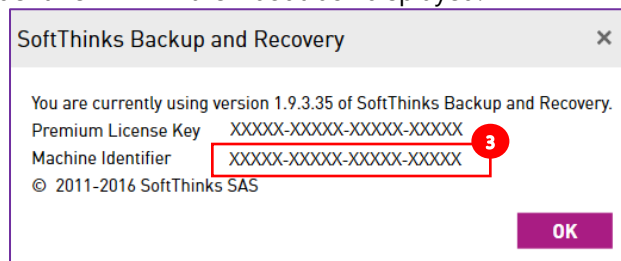 SoftThinks Backup and Recovery ×
You are currently using version 1.9.3.35 of SoftThinks Backup and Recovery.
Premium License Key XXXXX-XXXXX-XXXXX-XXXXX
Machine Identifier XXXXX-XXXXX-XXXXX-XXXXX
3
© 2011-2016 SoftThinks SAS
OK